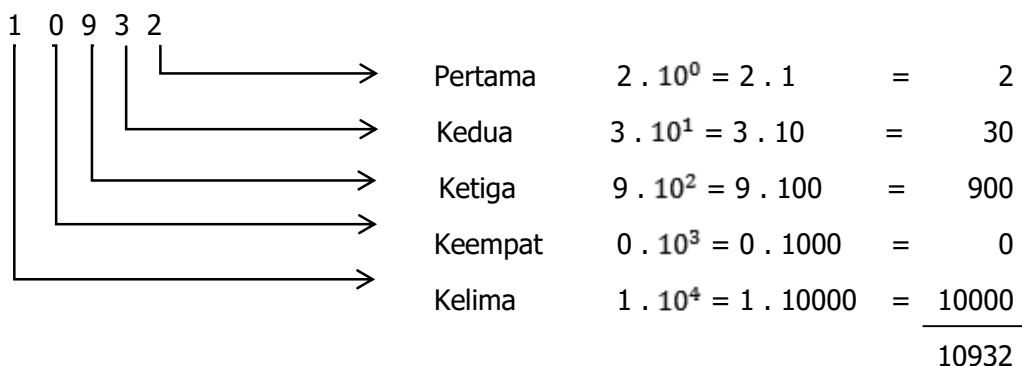 1 0 9 3 2
Pertama 2 . 10⁰ = 2 . 1 = 2
Kedua 3 . 10¹ = 3 . 10 = 30
Ketiga 9 . 10² = 9 . 100 = 900
Keempat 0 . 10³ = 0 . 1000 = 0
Kelima 1 . 10⁴ = 1 . 10000 = 10000
10932